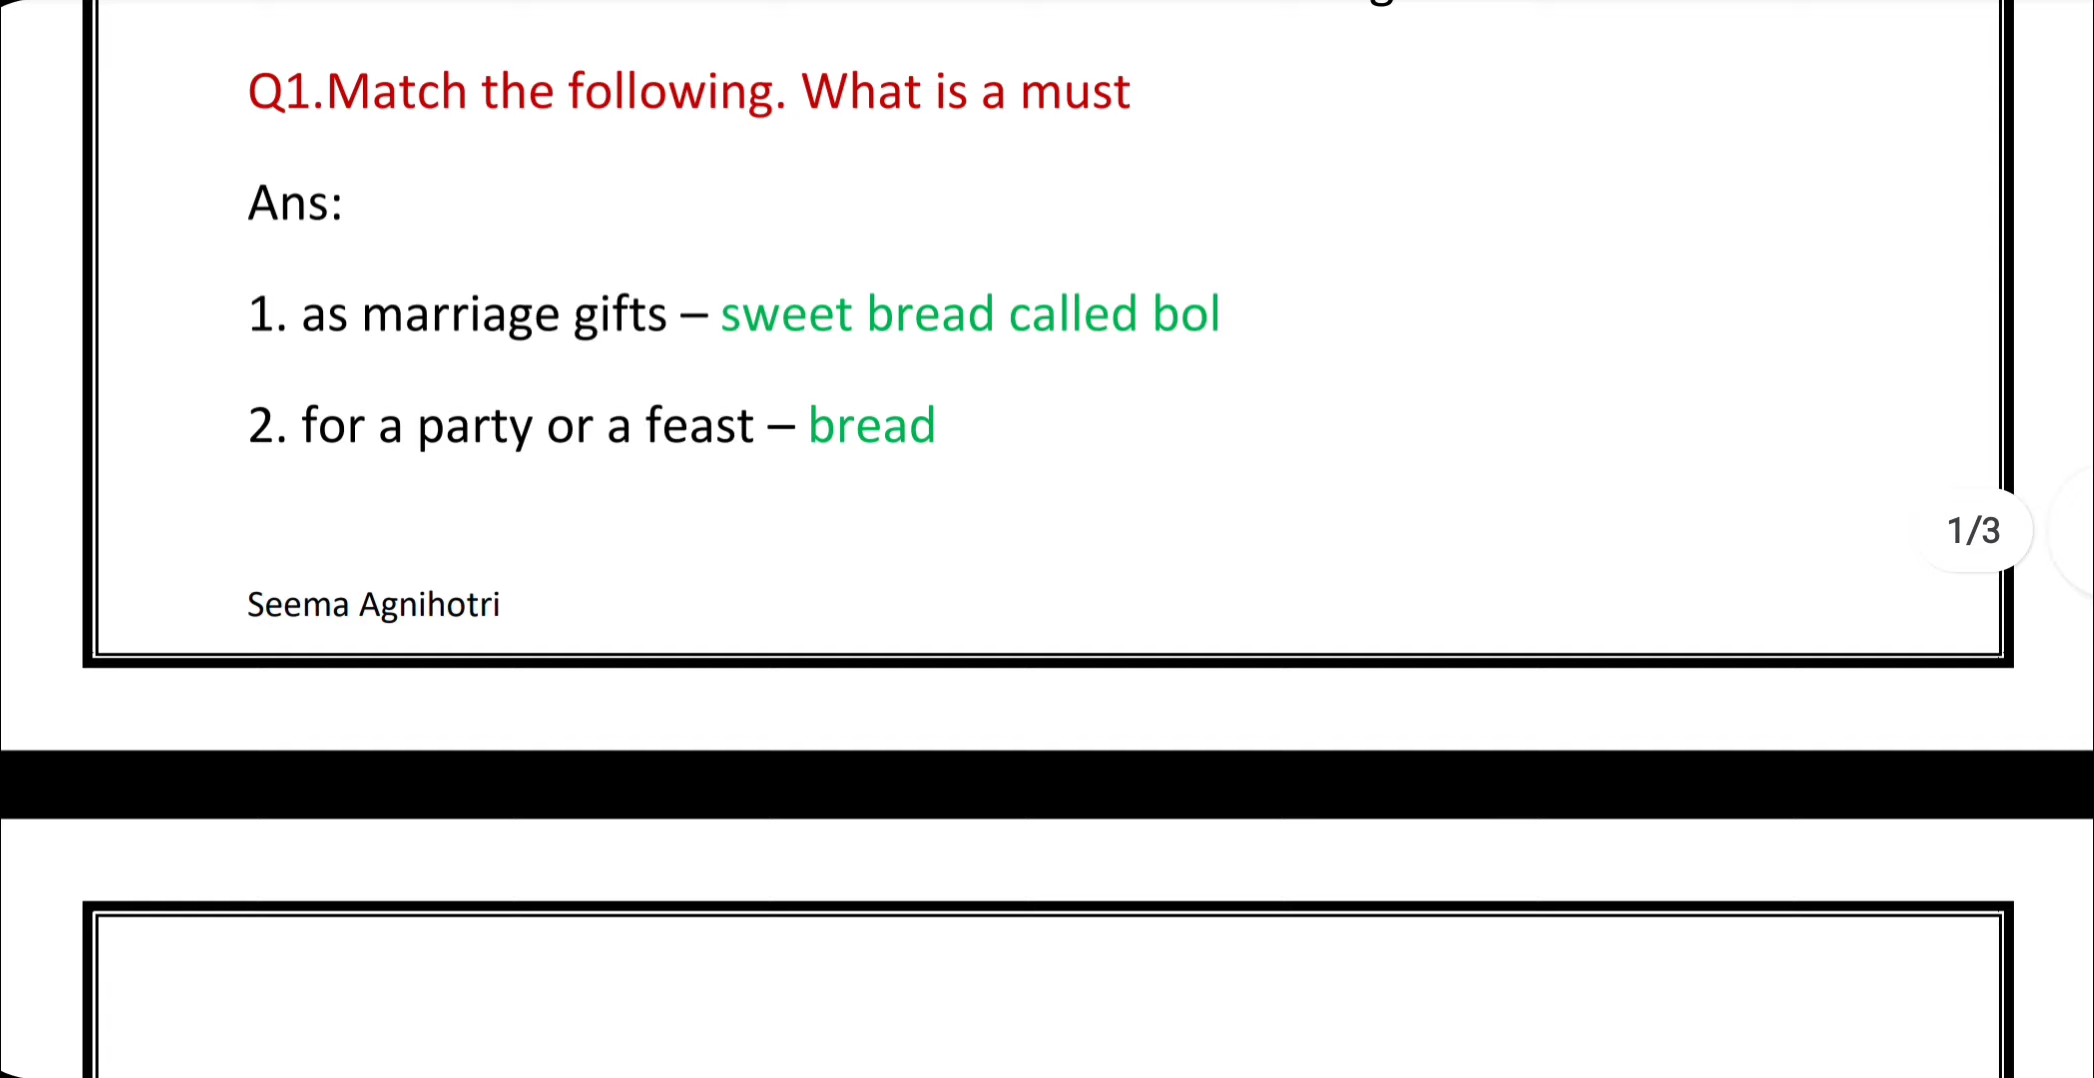 Q1.Match the following. What is a must
Ans:
1. as marriage gifts – sweet bread called bol
2. for a party or a feast – bread
1/3
Seema Agnihotri